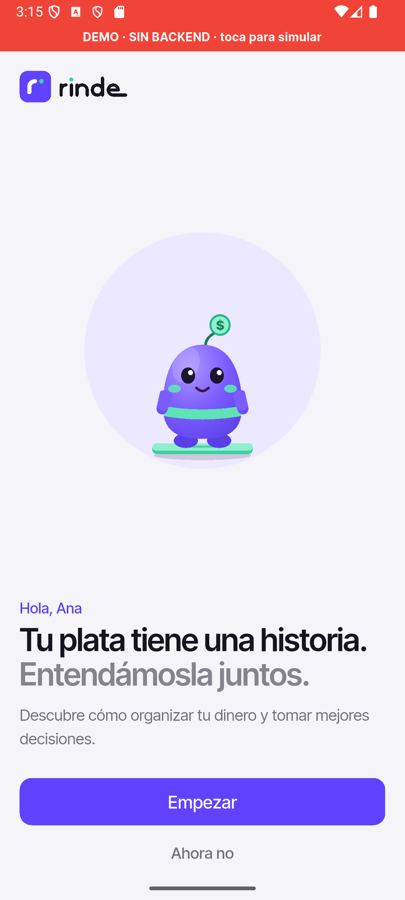 3:15
DEMO · SIN BACKEND · toca para simular
rinde
$
Hola, Ana
Tu plata tiene una historia.
Entendámosla juntos.
Descubre cómo organizar tu dinero y tomar mejores
decisiones.
Empezar
Ahora no